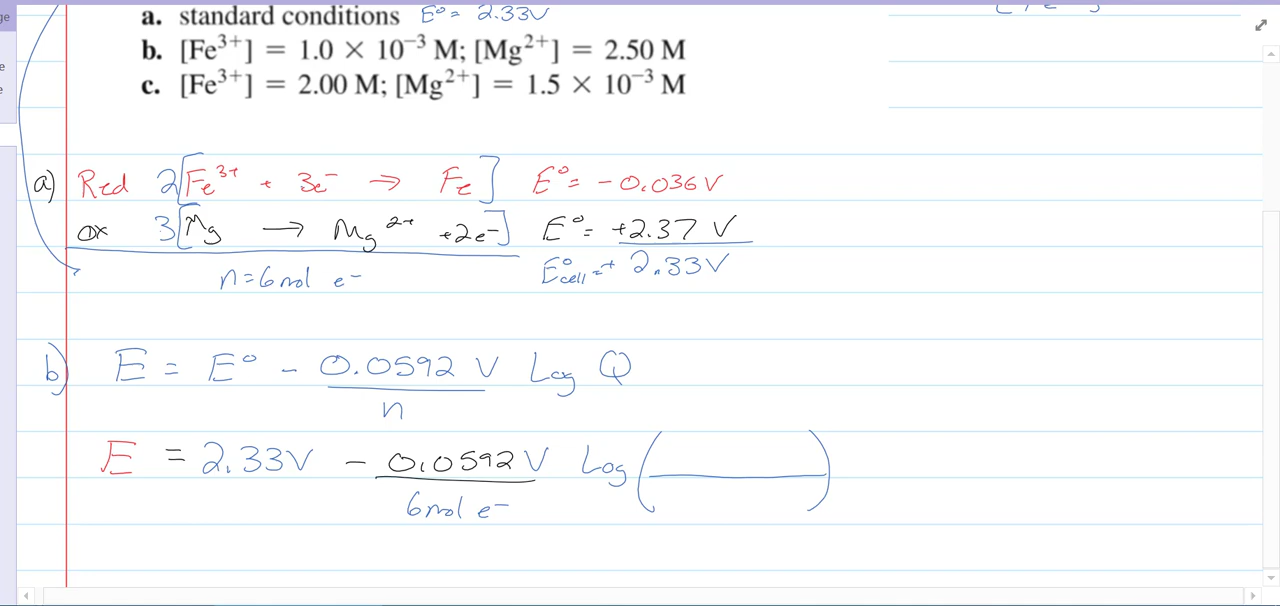 a. standard conditions E° = 2.33V
b. [Fe³⁺] = 1.0 × 10⁻³ M; [Mg²⁺] = 2.50 M
c. [Fe³⁺] = 2.00 M; [Mg²⁺] = 1.5 × 10⁻³ M
a) Red 2[Fe³⁺ + 3e⁻ → Fe] E° = -0.036 V
ox 3[Mg → Mg²⁺ + 2e⁻] E° = +2.37 V
n = 6 mol e⁻ E°cell = + 2.33V
b) E = E° - 0.0592 V / n Log Q
E = 2.33V - 0.0592 V / 6 mol e⁻ Log ( )